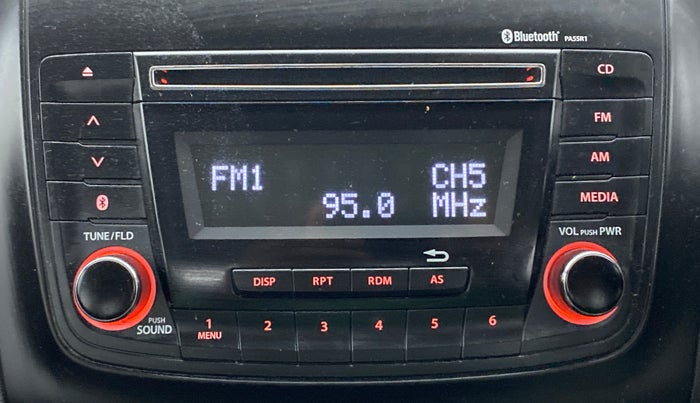 Bluetooth PA5SR1
CD
FM
AM
MEDIA
FM1 CH5
95.0 MHz
TUNE/FLD
VOL PUSH PWR
DISP RPT RDM AS
PUSH
SOUND
1 2 3 4 5 6
MENU